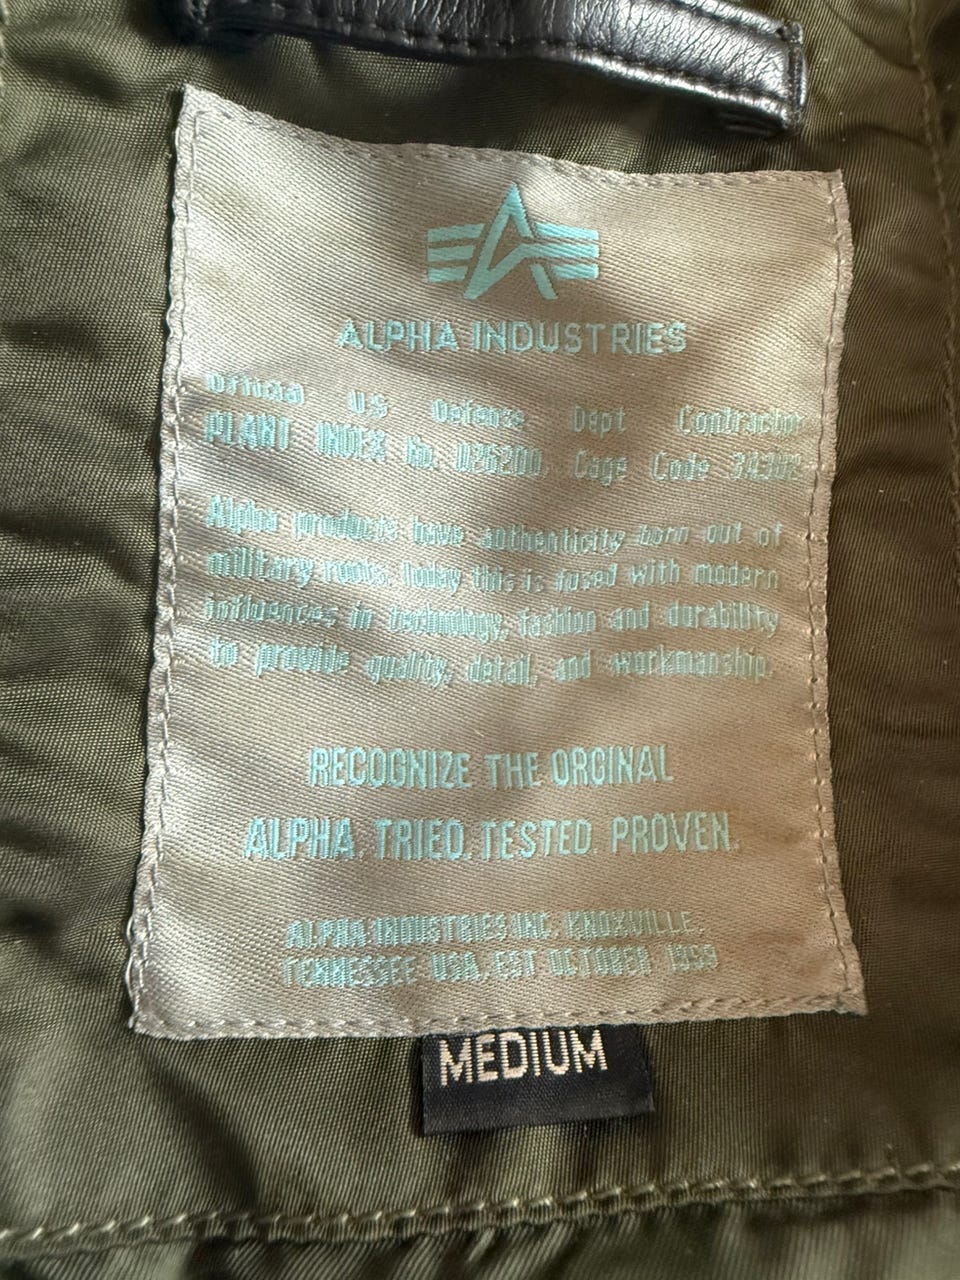 ALPHA INDUSTRIES
Official US Defense Dept Contractor
PLANT INDEX No. Cage Code
Alpha products have authenticity born out of
military roots, today this is fused with modern
influences in technology, fashion and durability
to provide quality, detail, and workmanship.
RECOGNIZE THE ORGINAL
ALPHA. TRIED. TESTED. PROVEN.
ALPHA INDUSTRIES INC. KNOXVILLE,
TENNESSEE USA. EST OCTOBER 1959
MEDIUM